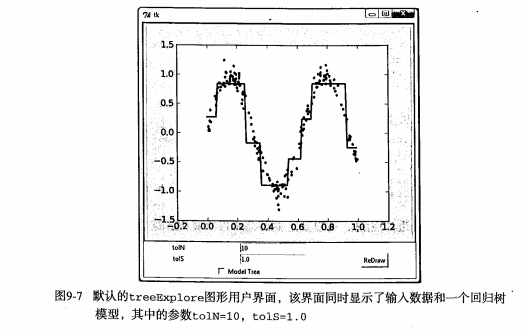 tk
1.5
1.0
0.5
0.0
-0.5
-1.0
-1.5
-0.2 0.0 0.2 0.4 0.6 0.8 1.0 1.2
tolN 10
tolS 1.0
ReDraw
Model Tree
图9-7 默认的treeExplore图形用户界面，该界面同时显示了输入数据和一个回归树
模型，其中的参数tolN=10，tolS=1.0